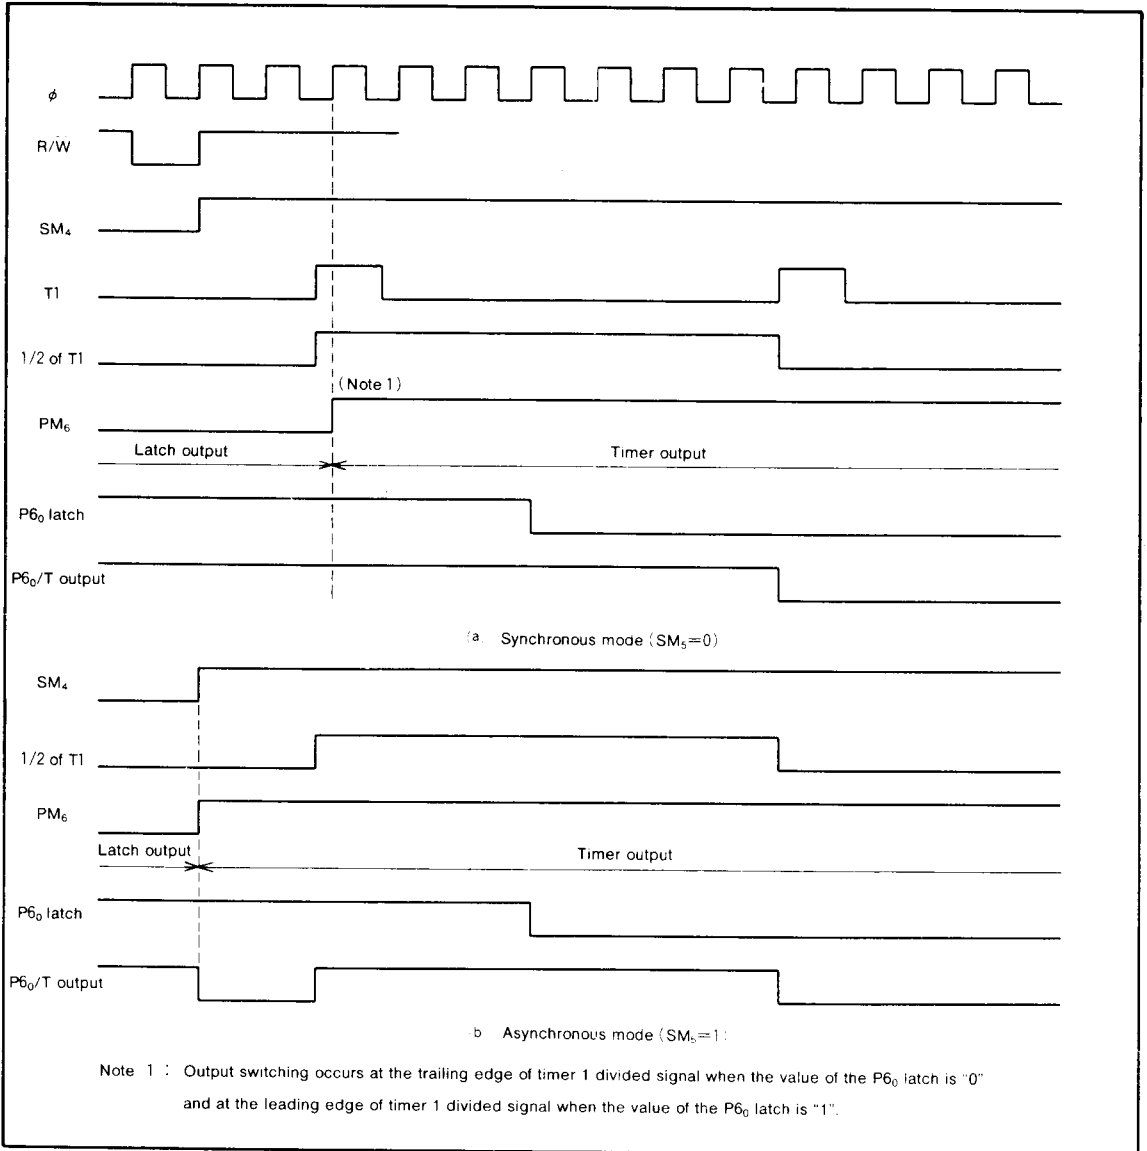 ϕ
R/W
SM₄
T1
1/2 of T1
(Note 1)
PM₆
Latch output Timer output
P6₀ latch
P6₀/T output
(a. Synchronous mode (SM₅=0)
SM₄
1/2 of T1
PM₆
Latch output Timer output
P6₀ latch
P6₀/T output
b Asynchronous mode (SM₅=1:
Note 1 : Output switching occurs at the trailing edge of timer 1 divided signal when the value of the P6₀ latch is "0"
and at the leading edge of timer 1 divided signal when the value of the P6₀ latch is "1".